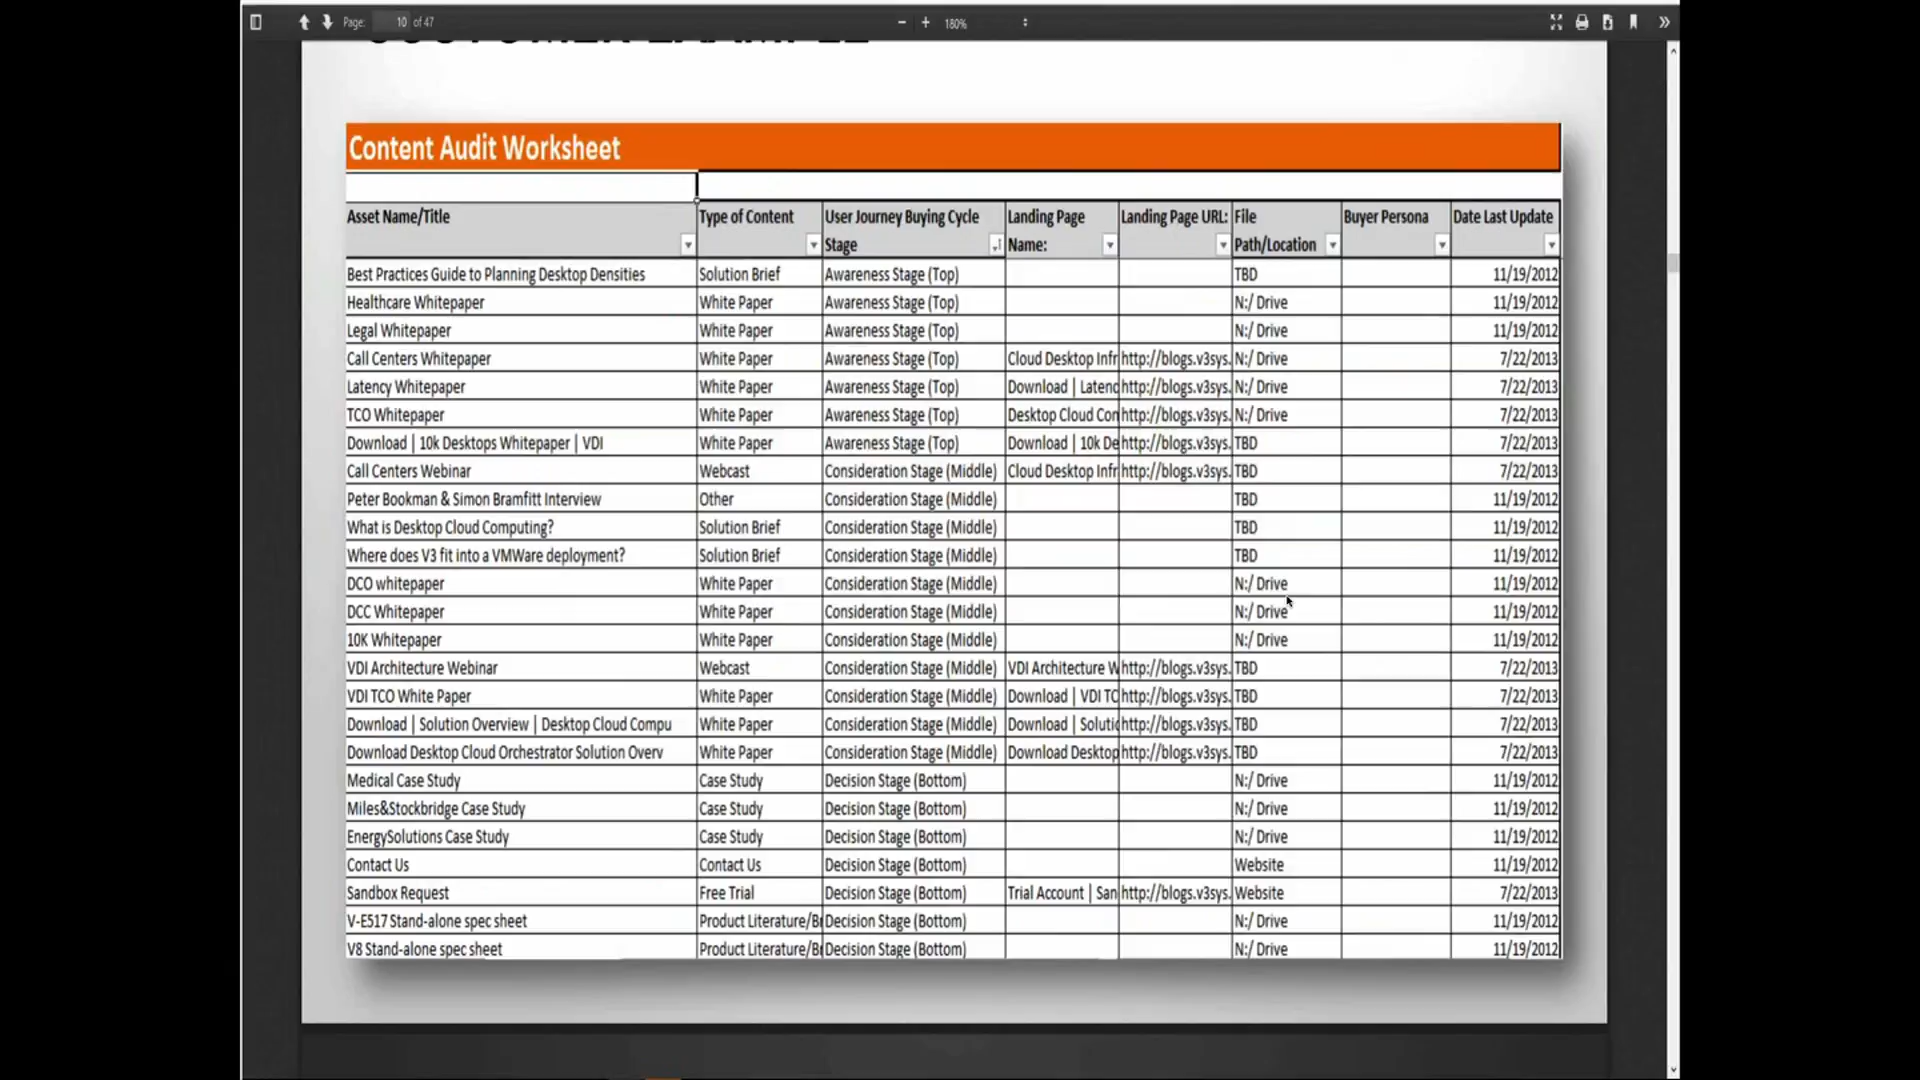 Page: 10 of 47 180%
CUSTOMER EXAMPLE
Content Audit Worksheet
Asset Name/Title Type of Content User Journey Buying Cycle Stage Landing Page Name: Landing Page URL: File Path/Location Buyer Persona Date Last Update
Best Practices Guide to Planning Desktop Densities Solution Brief Awareness Stage (Top) TBD 11/19/2012
Healthcare Whitepaper White Paper Awareness Stage (Top) N:/ Drive 11/19/2012
Legal Whitepaper White Paper Awareness Stage (Top) N:/ Drive 11/19/2012
Call Centers Whitepaper White Paper Awareness Stage (Top) Cloud Desktop Infr http://blogs.v3sys. N:/ Drive 7/22/2013
Latency Whitepaper White Paper Awareness Stage (Top) Download | Latenc http://blogs.v3sys. N:/ Drive 7/22/2013
TCO Whitepaper White Paper Awareness Stage (Top) Desktop Cloud Com http://blogs.v3sys. N:/ Drive 7/22/2013
Download | 10k Desktops Whitepaper | VDI White Paper Awareness Stage (Top) Download | 10k De http://blogs.v3sys. TBD 7/22/2013
Call Centers Webinar Webcast Consideration Stage (Middle) Cloud Desktop Infr http://blogs.v3sys. TBD 7/22/2013
Peter Bookman & Simon Bramfitt Interview Other Consideration Stage (Middle) TBD 11/19/2012
What is Desktop Cloud Computing? Solution Brief Consideration Stage (Middle) TBD 11/19/2012
Where does V3 fit into a VMWare deployment? Solution Brief Consideration Stage (Middle) TBD 11/19/2012
DCO whitepaper White Paper Consideration Stage (Middle) N:/ Drive 11/19/2012
DCC Whitepaper White Paper Consideration Stage (Middle) N:/ Drive 11/19/2012
10K Whitepaper White Paper Consideration Stage (Middle) N:/ Drive 11/19/2012
VDI Architecture Webinar Webcast Consideration Stage (Middle) VDI Architecture W http://blogs.v3sys. TBD 7/22/2013
VDI TCO White Paper White Paper Consideration Stage (Middle) Download | VDI TC http://blogs.v3sys. TBD 7/22/2013
Download | Solution Overview | Desktop Cloud Compu White Paper Consideration Stage (Middle) Download | Solutio http://blogs.v3sys. TBD 7/22/2013
Download Desktop Cloud Orchestrator Solution Overv White Paper Consideration Stage (Middle) Download Desktop http://blogs.v3sys. TBD 7/22/2013
Medical Case Study Case Study Decision Stage (Bottom) N:/ Drive 11/19/2012
Miles&Stockbridge Case Study Case Study Decision Stage (Bottom) N:/ Drive 11/19/2012
EnergySolutions Case Study Case Study Decision Stage (Bottom) N:/ Drive 11/19/2012
Contact Us Contact Us Decision Stage (Bottom) Website 11/19/2012
Sandbox Request Free Trial Decision Stage (Bottom) Trial Account | San http://blogs.v3sys. Website 7/22/2013
V-E517 Stand-alone spec sheet Product Literature/Br Decision Stage (Bottom) N:/ Drive 11/19/2012
V8 Stand-alone spec sheet Product Literature/Br Decision Stage (Bottom) N:/ Drive 11/19/2012